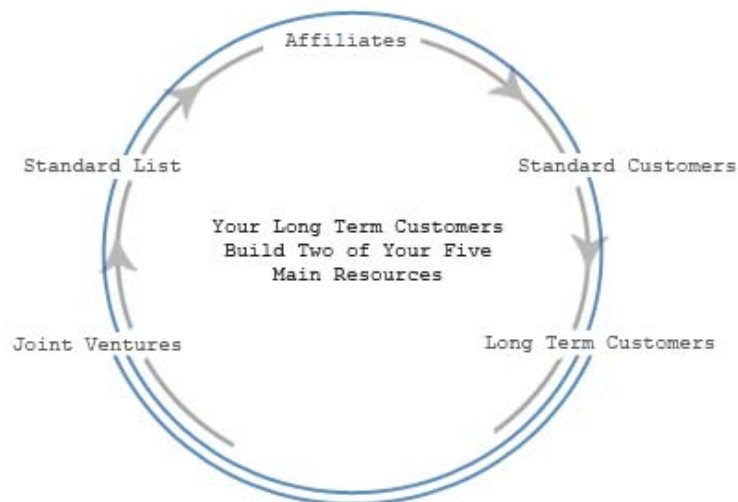 Affiliates
Standard List
Standard Customers
Your Long Term Customers
Build Two of Your Five
Main Resources
Joint Ventures
Long Term Customers